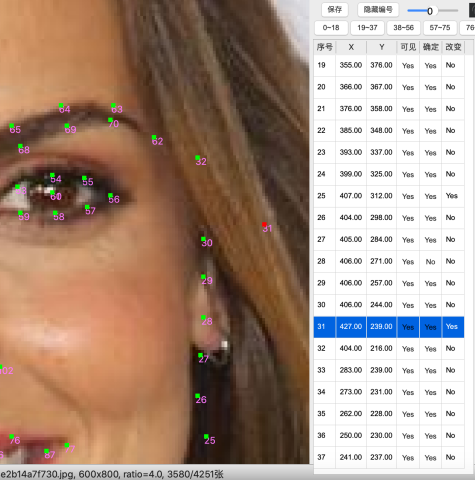 保存 隐藏编号 0
0~18 19~37 38~56 57~75 76
序号 X Y 可见 确定 改变
19 355.00 376.00 Yes Yes No
20 366.00 367.00 Yes Yes No
21 376.00 358.00 Yes Yes No
22 385.00 348.00 Yes Yes No
23 393.00 337.00 Yes Yes No
24 399.00 325.00 Yes Yes No
25 407.00 312.00 Yes Yes Yes
26 404.00 298.00 Yes Yes No
27 405.00 284.00 Yes Yes No
28 406.00 271.00 Yes No No
29 406.00 257.00 Yes Yes No
30 406.00 244.00 Yes Yes No
31 427.00 239.00 Yes Yes Yes
32 404.00 216.00 Yes Yes No
33 283.00 239.00 Yes Yes No
34 273.00 231.00 Yes Yes No
35 262.00 228.00 Yes Yes No
36 250.00 230.00 Yes Yes No
37 241.00 237.00 Yes Yes No
64 63
65 69 70
62
68
32
54 55
56
59 58 57
31
30
29
28
27
26
76 25
87
e2b14a7f730.jpg, 600x800, ratio=4.0, 3580/4251张